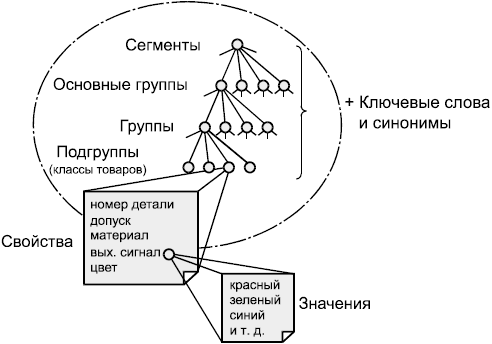 Сегменты
Основные группы
+ Ключевые слова
и синонимы
Группы
Подгруппы
(классы товаров)
Свойства
номер детали
допуск
материал
вых. сигнал
цвет
красный
зеленый
синий
и т. д.
Значения